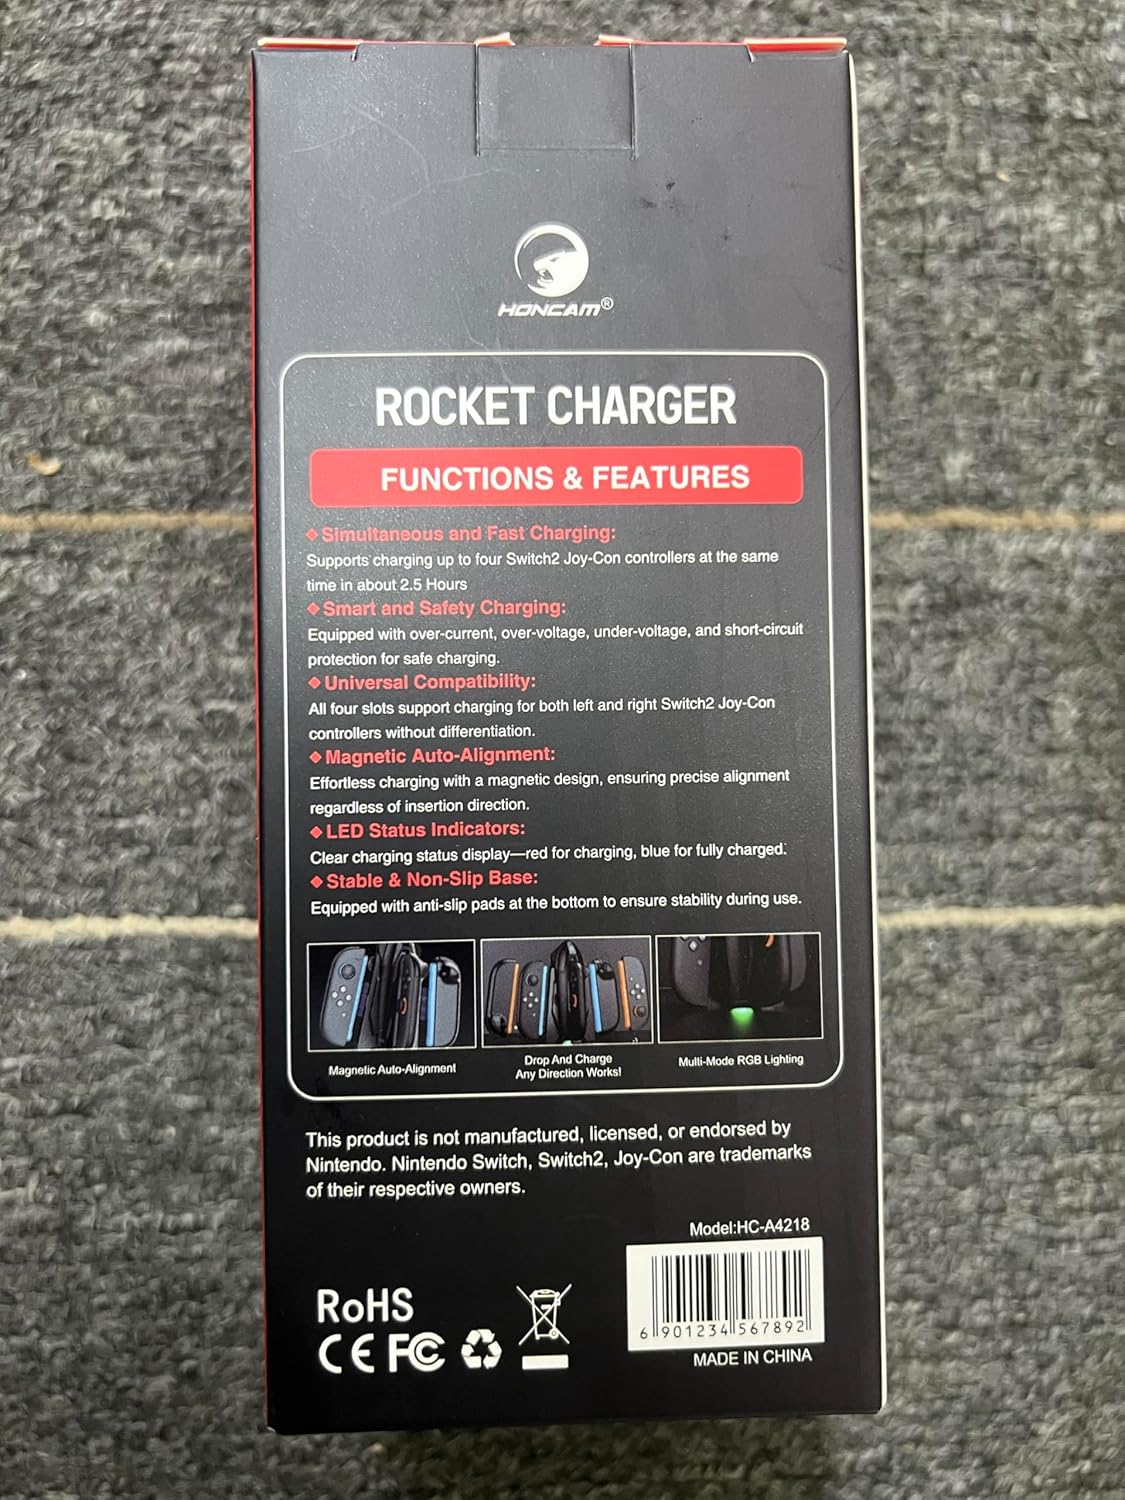 HONCAM®
ROCKET CHARGER
FUNCTIONS & FEATURES
❖Simultaneous and Fast Charging:
Supports charging up to four Switch2 Joy-Con controllers at the same
time in about 2.5 Hours
❖Smart and Safety Charging:
Equipped with over-current, over-voltage, under-voltage, and short-circuit
protection for safe charging.
❖Universal Compatibility:
All four slots support charging for both left and right Switch2 Joy-Con
controllers without differentiation.
❖Magnetic Auto-Alignment:
Effortless charging with a magnetic design, ensuring precise alignment
regardless of insertion direction.
❖LED Status Indicators:
Clear charging status display—red for charging, blue for fully charged.
❖Stable & Non-Slip Base:
Equipped with anti-slip pads at the bottom to ensure stability during use.
Magnetic Auto-Alignment
Drop And Charge
Any Direction Works!
Multi-Mode RGB Lighting
This product is not manufactured, licensed, or endorsed by
Nintendo. Nintendo Switch, Switch2, Joy-Con are trademarks
of their respective owners.
Model:HC-A4218
RoHS
CE FC
6 901234 567892
MADE IN CHINA